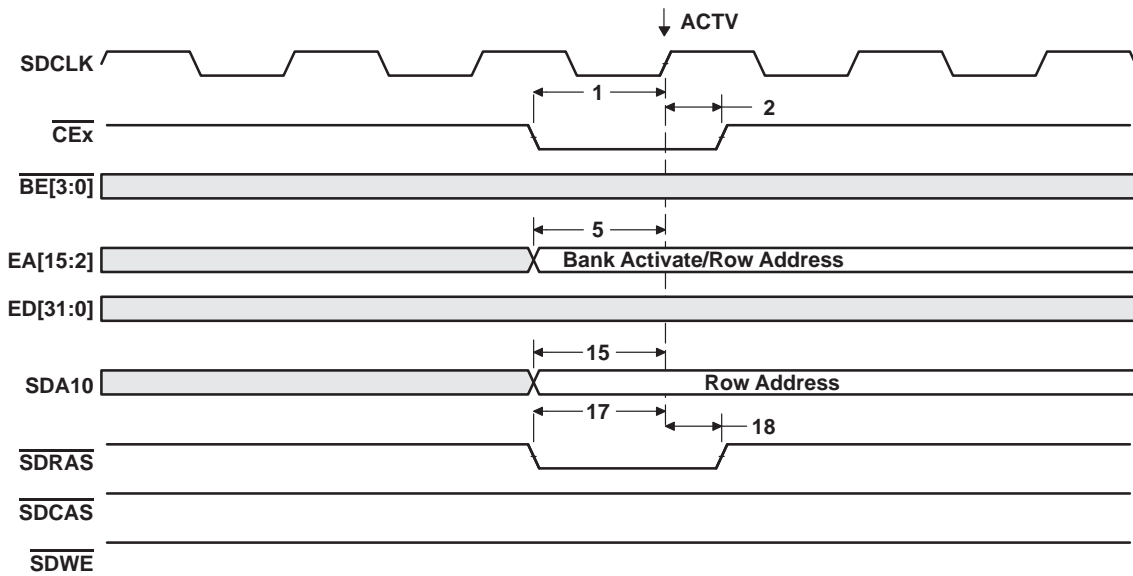 ACTV
SDCLK
1
2
CEx
BE[3:0]
5
EA[15:2]
Bank Activate/Row Address
ED[31:0]
15
SDA10
Row Address
17
18
SDRAS
SDCAS
SDWE